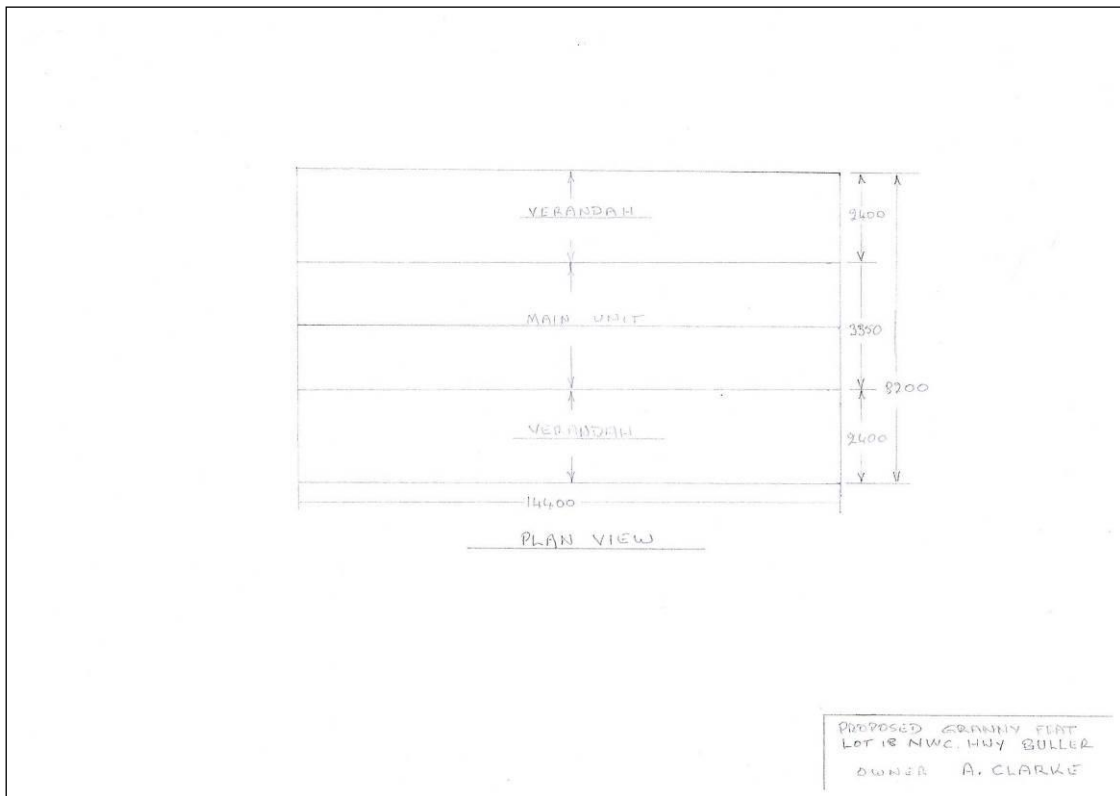 VERANDAH
2400
MAIN UNIT
3350
8200
VERANDAH
2400
14400
PLAN VIEW
PROPOSED GRANNY FLAT
LOT 18 NWC. HWY BULLER
OWNER A. CLARKE